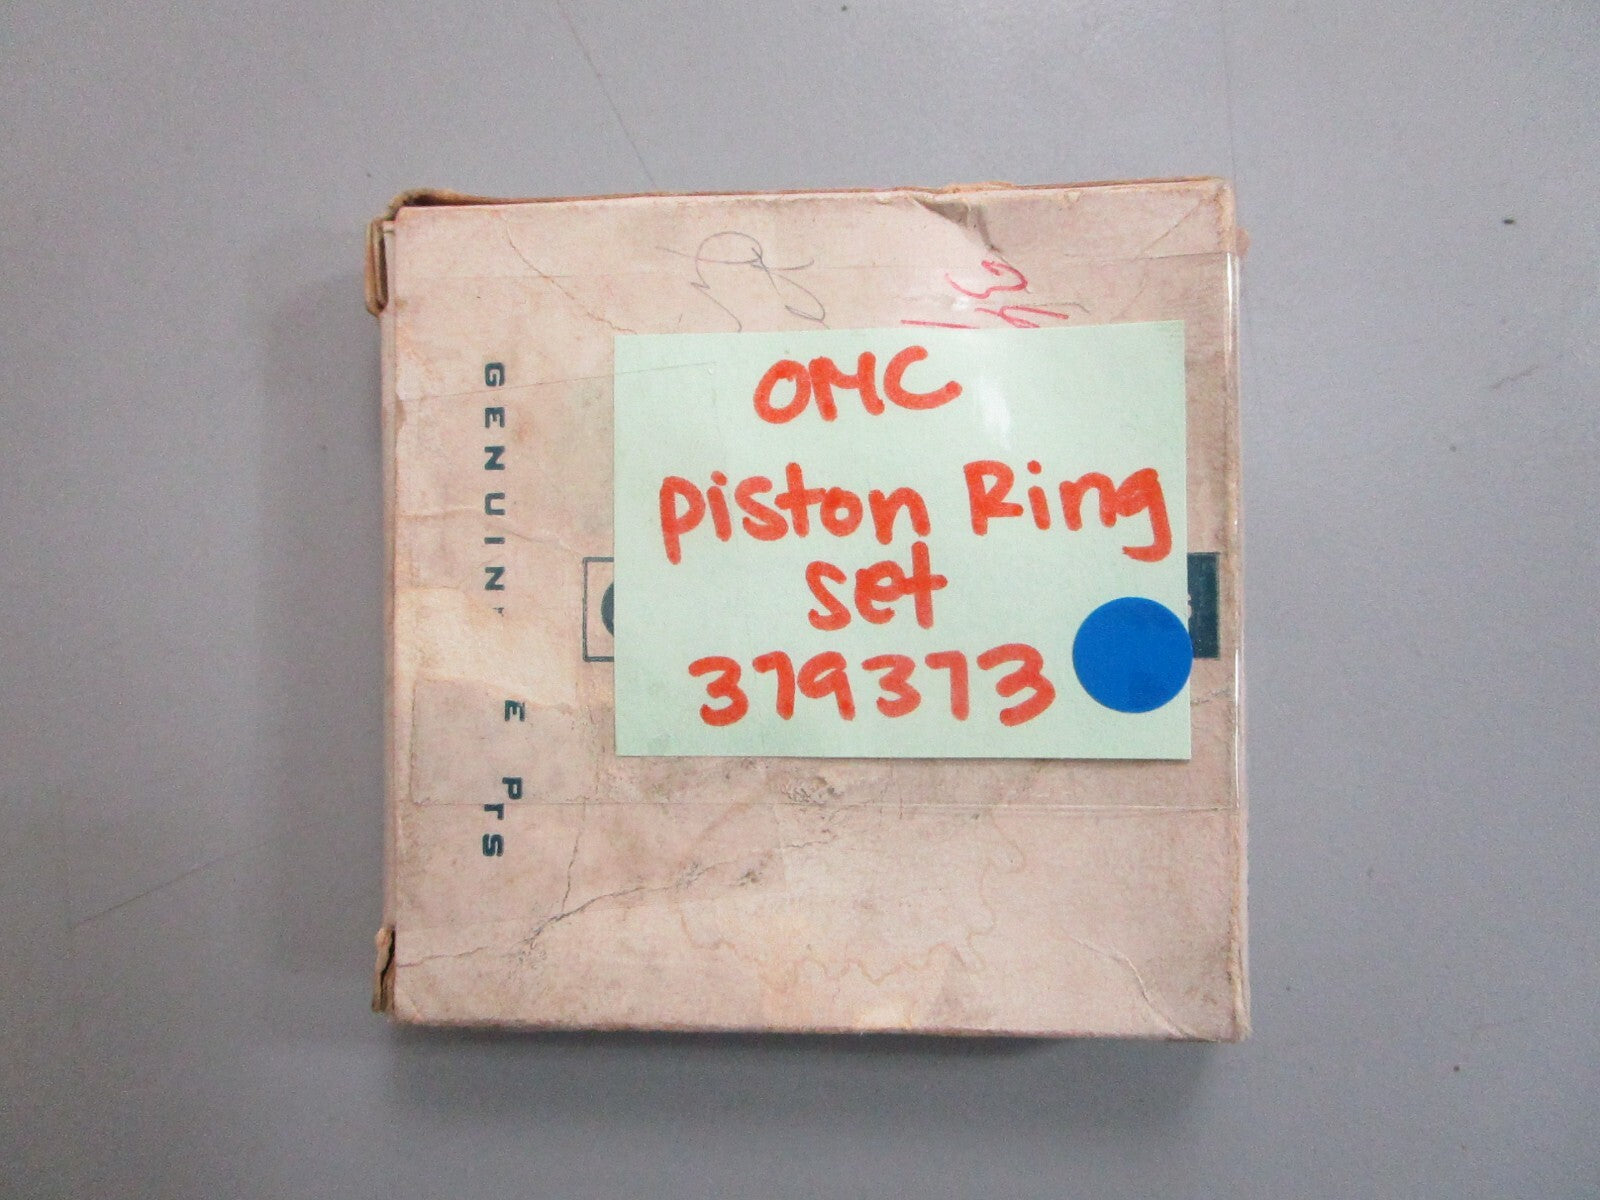 OMC
piston Ring
set
379373
GENUIN
E PTS